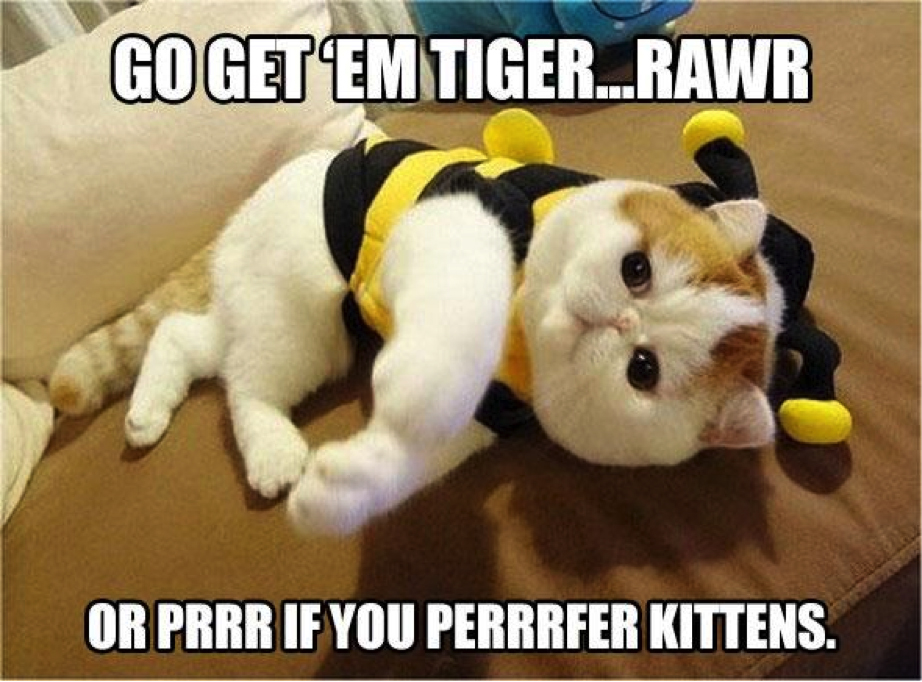 GO GET 'EM TIGER...RAWR
OR PRRR IF YOU PERRRFER KITTENS.